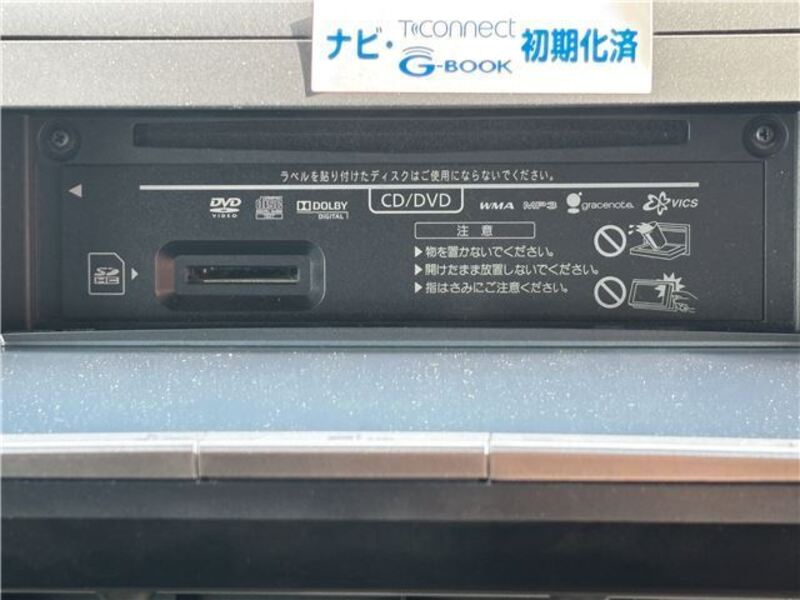 T Connect
ナビ・ 初期化済
G-BOOK
ラベルを貼り付けたディスクはご使用にならないでください。
DVD VIDEO
COMPACT disc
DOLBY DIGITAL
CD/DVD
WMA
MP3
gracenote.
VICS
注 意
▶物を置かないでください。
▶開けたまま放置しないでください。
▶指はさみにご注意ください。
SD HC